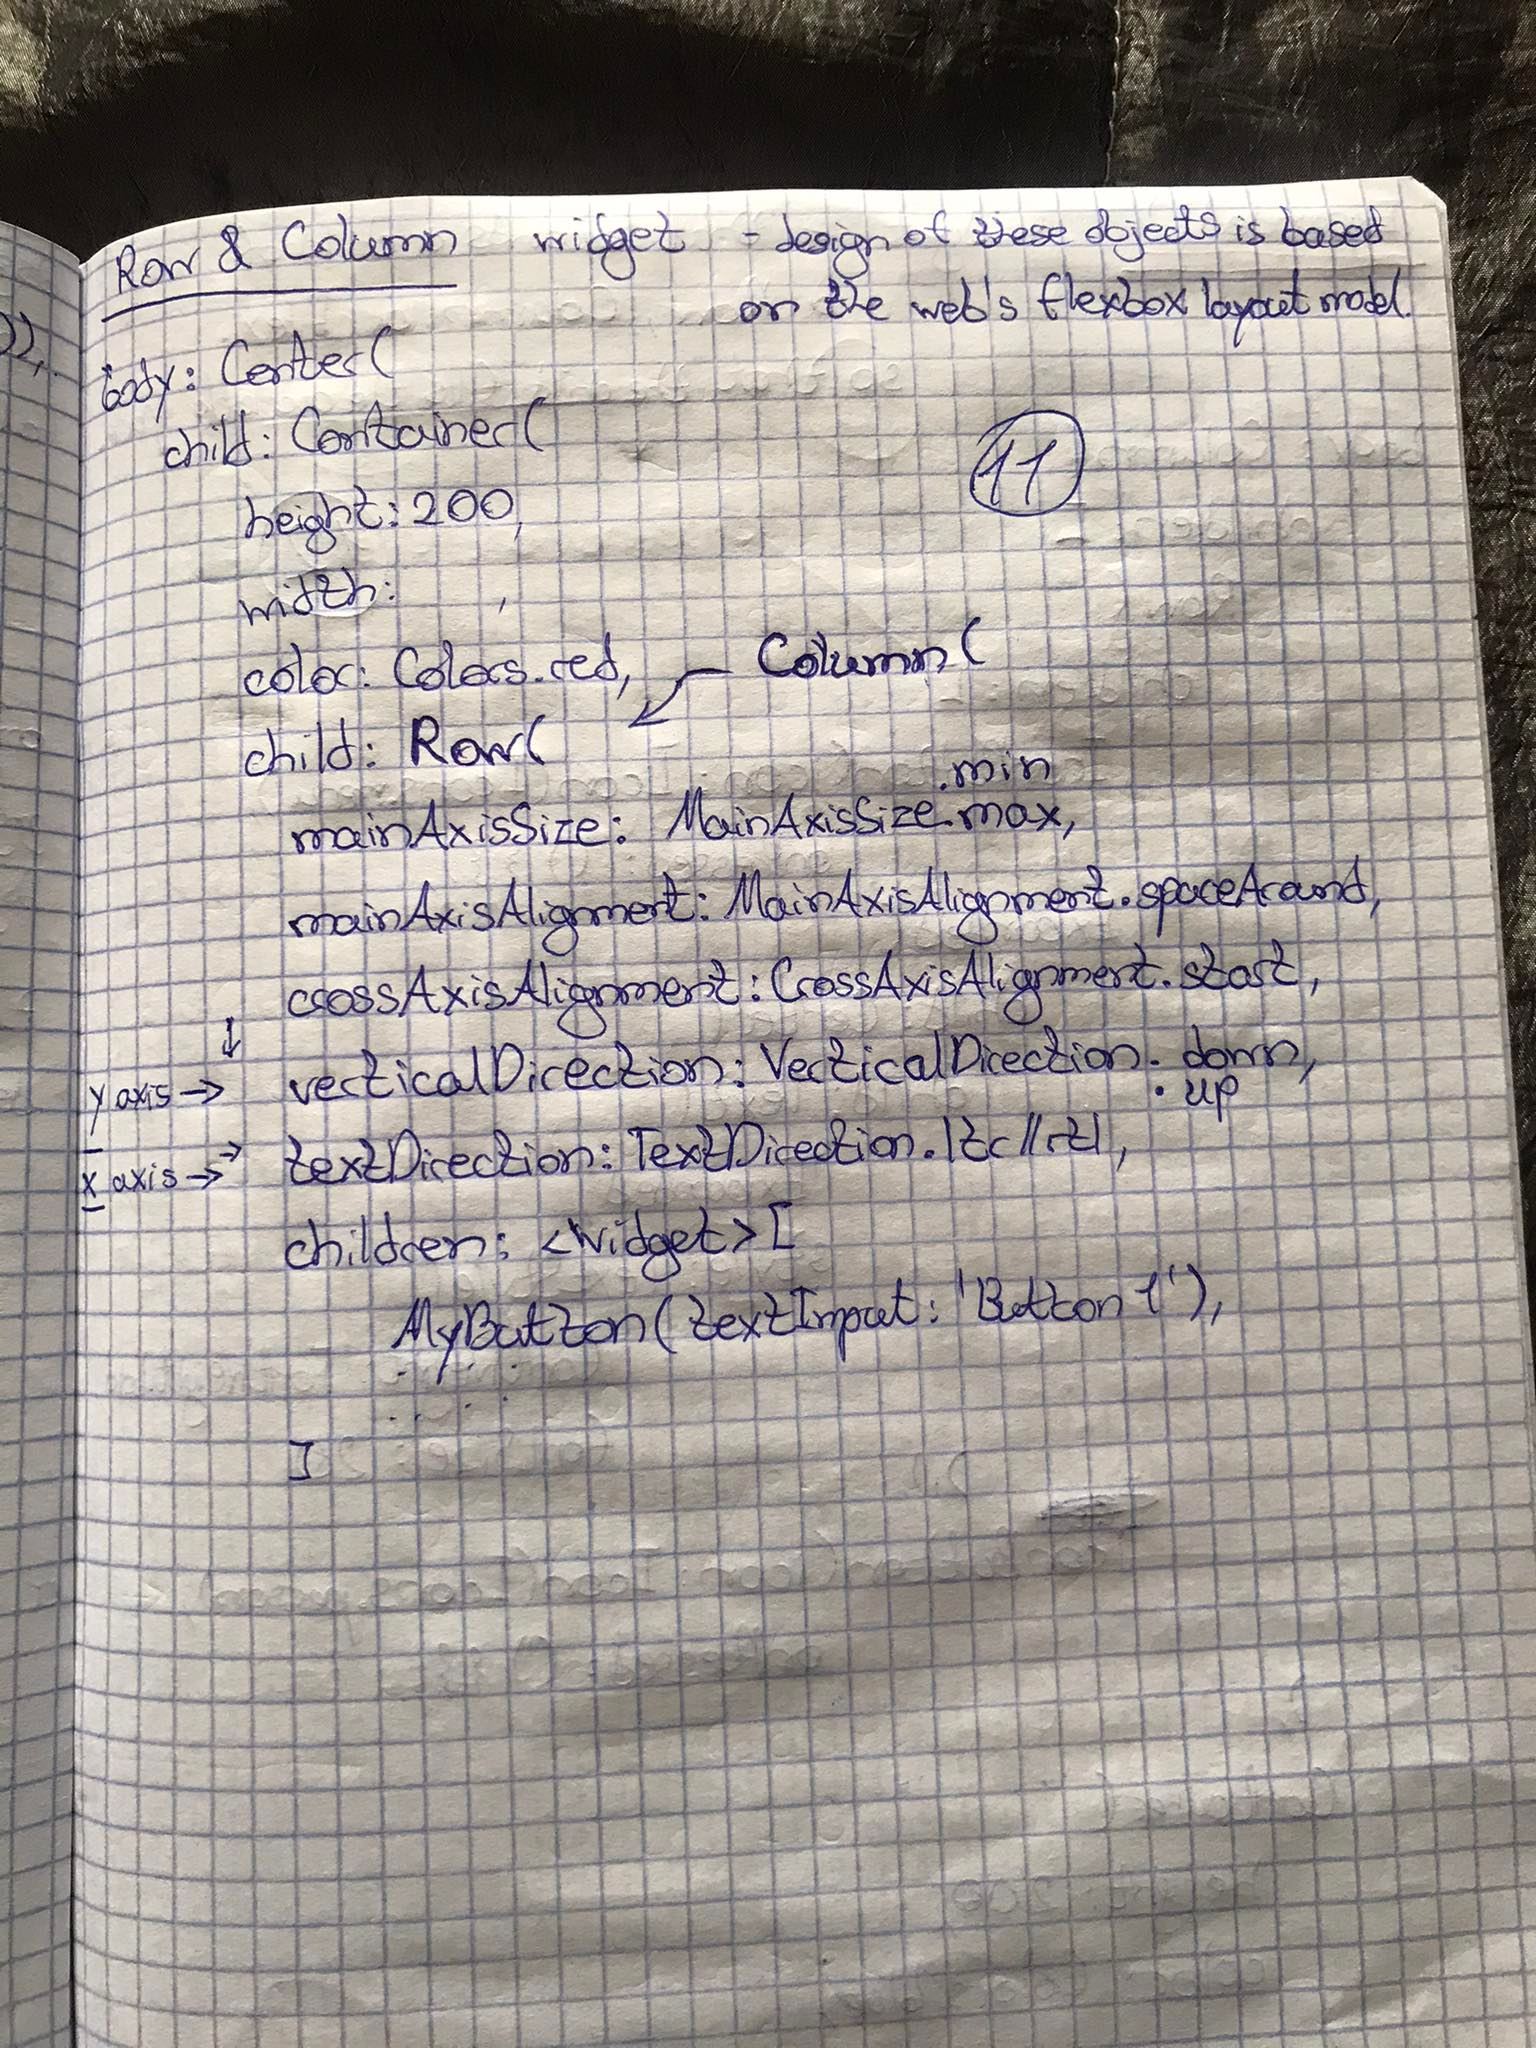 )),
Row & Column widget - design of these objects is based
on the web's flexbox layout model.
body: Center(
child: Container(
11
height: 200,
width: ,
color: Colors.red,
Column(
child: Row(
.min
mainAxisSize: MainAxisSize.max,
mainAxisAlignment: MainAxisAlignment.spaceAround,
crossAxisAlignment: CrossAxisAlignment.start,
↓
y axis → verticalDirection: VerticalDirection. down,
. up
x axis → → textDirection: TextDirection.ltr//rtl,
children: <Widget>[
MyButton(textInput: 'Button 1'),
. . . .
. . . .
]